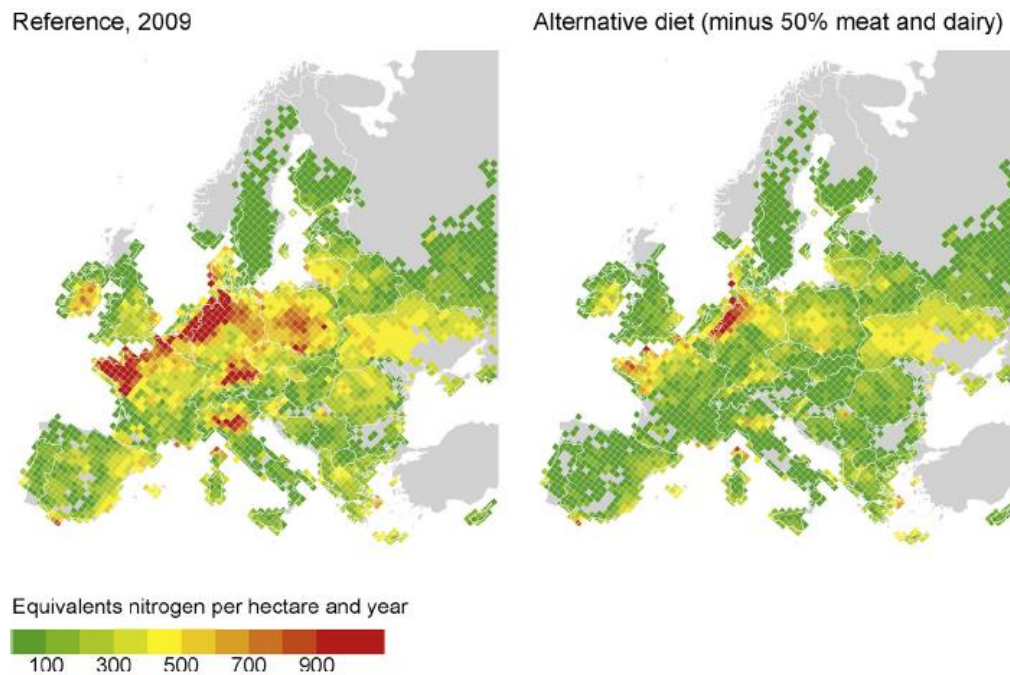 Reference, 2009
Alternative diet (minus 50% meat and dairy)
Equivalents nitrogen per hectare and year
100 300 500 700 900